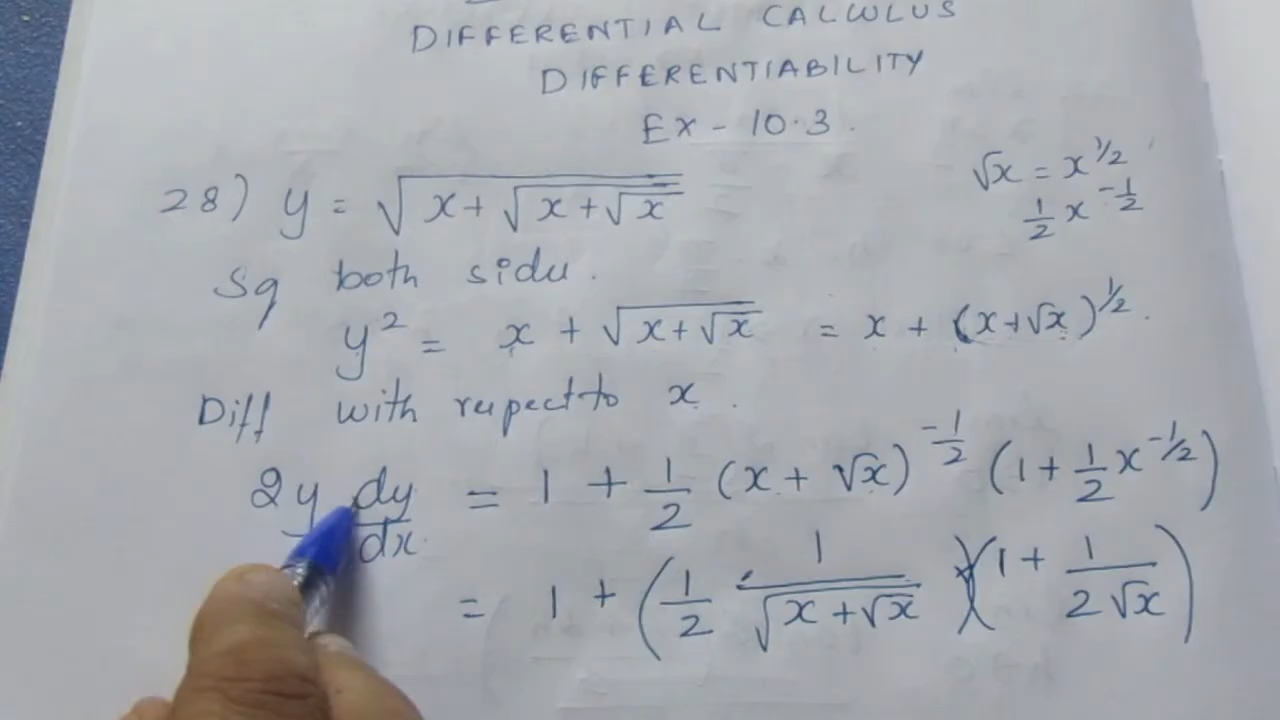 DIFFERENTIAL CALCULUS
DIFFERENTIABILITY
Ex - 10.3.
√x = x^1/2
1/2 x^-1/2
28) y = √(x+√(x+√x))
Sq both side.
y² = x + √(x+√x) = x + (x+√x)^1/2.
Diff with respect to x.
2y dy/dx = 1 + 1/2 (x+√x)^-1/2 (1+1/2 x^-1/2)
= 1 + (1/2 1/√(x+√x))(1+1/(2√x))